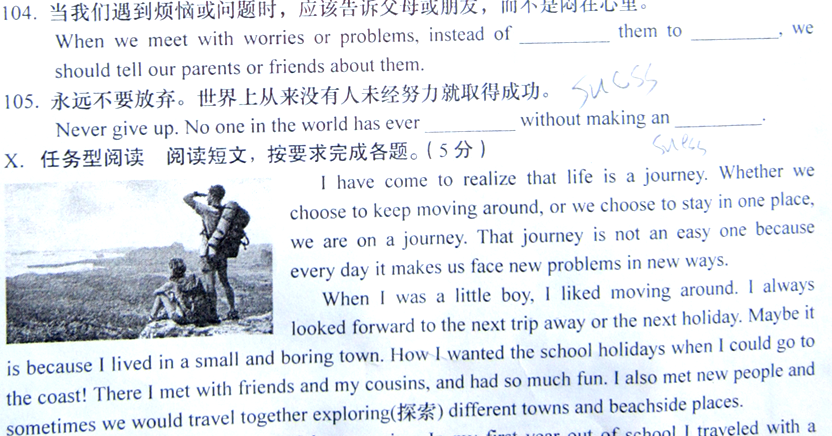 104. 当我们遇到烦恼或问题时，应该告诉父母或朋友，而不是闷在心里。
When we meet with worries or problems, instead of ________ them to ________, we
should tell our parents or friends about them.
105. 永远不要放弃。世界上从来没有人未经努力就取得成功。
Never give up. No one in the world has ever ________ without making an ________.
X. 任务型阅读 阅读短文，按要求完成各题。(5分)
I have come to realize that life is a journey. Whether we
choose to keep moving around, or we choose to stay in one place,
we are on a journey. That journey is not an easy one because
every day it makes us face new problems in new ways.
When I was a little boy, I liked moving around. I always
looked forward to the next trip away or the next holiday. Maybe it
is because I lived in a small and boring town. How I wanted the school holidays when I could go to
the coast! There I met with friends and my cousins, and had so much fun. I also met new people and
sometimes we would travel together exploring(探索) different towns and beachside places.
first year out of school I traveled with a